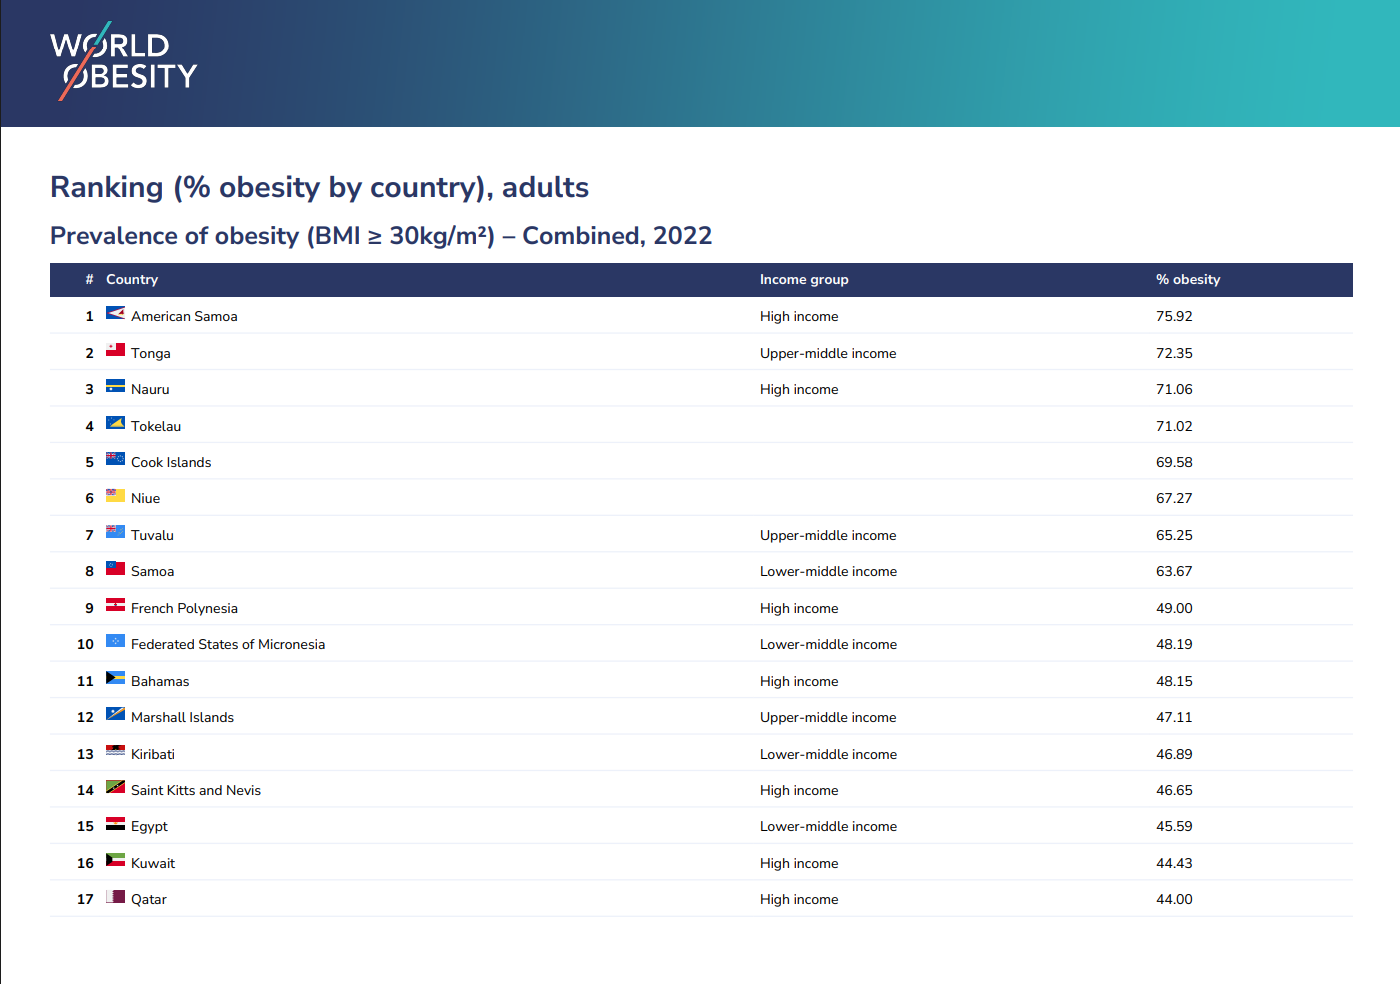 WORLD
OBESITY
Ranking (% obesity by country), adults
Prevalence of obesity (BMI ≥ 30kg/m²) – Combined, 2022
# Country Income group % obesity
1 American Samoa High income 75.92
2 Tonga Upper-middle income 72.35
3 Nauru High income 71.06
4 Tokelau 71.02
5 Cook Islands 69.58
6 Niue 67.27
7 Tuvalu Upper-middle income 65.25
8 Samoa Lower-middle income 63.67
9 French Polynesia High income 49.00
10 Federated States of Micronesia Lower-middle income 48.19
11 Bahamas High income 48.15
12 Marshall Islands Upper-middle income 47.11
13 Kiribati Lower-middle income 46.89
14 Saint Kitts and Nevis High income 46.65
15 Egypt Lower-middle income 45.59
16 Kuwait High income 44.43
17 Qatar High income 44.00